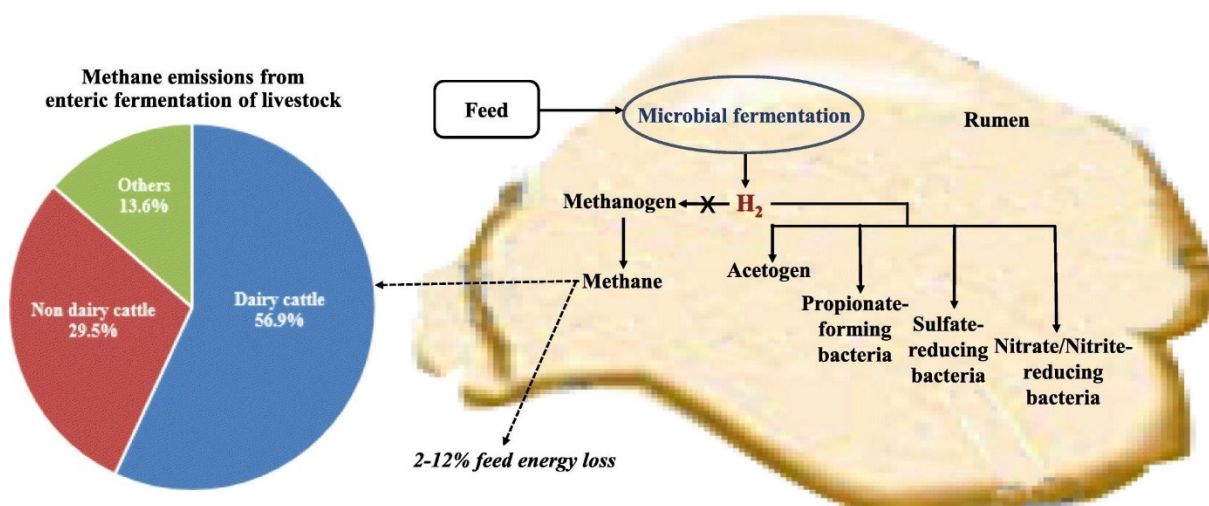 Methane emissions from
enteric fermentation of livestock
Others
13.6%
Non dairy cattle
29.5%
Dairy cattle
56.9%
Feed
Microbial fermentation
Rumen
Methanogen
X
H₂
Methane
Acetogen
Propionate-
forming
bacteria
Sulfate-
reducing
bacteria
Nitrate/Nitrite-
reducing
bacteria
2-12% feed energy loss